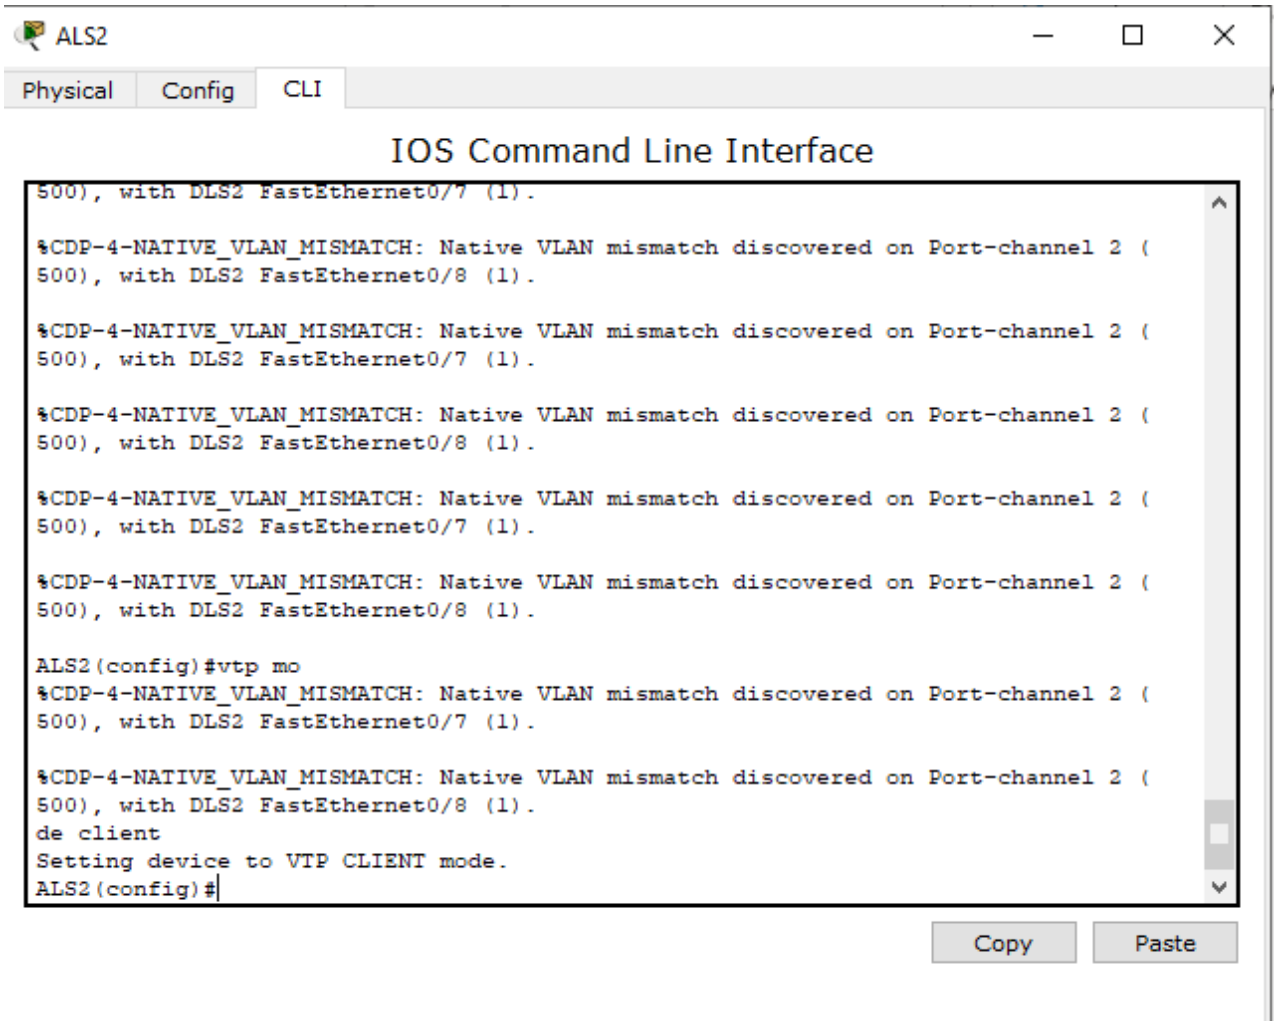 ALS2
Physical Config CLI
IOS Command Line Interface
500), with DLS2 FastEthernet0/7 (1).
%CDP-4-NATIVE_VLAN_MISMATCH: Native VLAN mismatch discovered on Port-channel 2 (
500), with DLS2 FastEthernet0/8 (1).
%CDP-4-NATIVE_VLAN_MISMATCH: Native VLAN mismatch discovered on Port-channel 2 (
500), with DLS2 FastEthernet0/7 (1).
%CDP-4-NATIVE_VLAN_MISMATCH: Native VLAN mismatch discovered on Port-channel 2 (
500), with DLS2 FastEthernet0/8 (1).
%CDP-4-NATIVE_VLAN_MISMATCH: Native VLAN mismatch discovered on Port-channel 2 (
500), with DLS2 FastEthernet0/7 (1).
%CDP-4-NATIVE_VLAN_MISMATCH: Native VLAN mismatch discovered on Port-channel 2 (
500), with DLS2 FastEthernet0/8 (1).
ALS2(config)#vtp mo
%CDP-4-NATIVE_VLAN_MISMATCH: Native VLAN mismatch discovered on Port-channel 2 (
500), with DLS2 FastEthernet0/7 (1).
%CDP-4-NATIVE_VLAN_MISMATCH: Native VLAN mismatch discovered on Port-channel 2 (
500), with DLS2 FastEthernet0/8 (1).
de client
Setting device to VTP CLIENT mode.
ALS2(config)#
Copy Paste